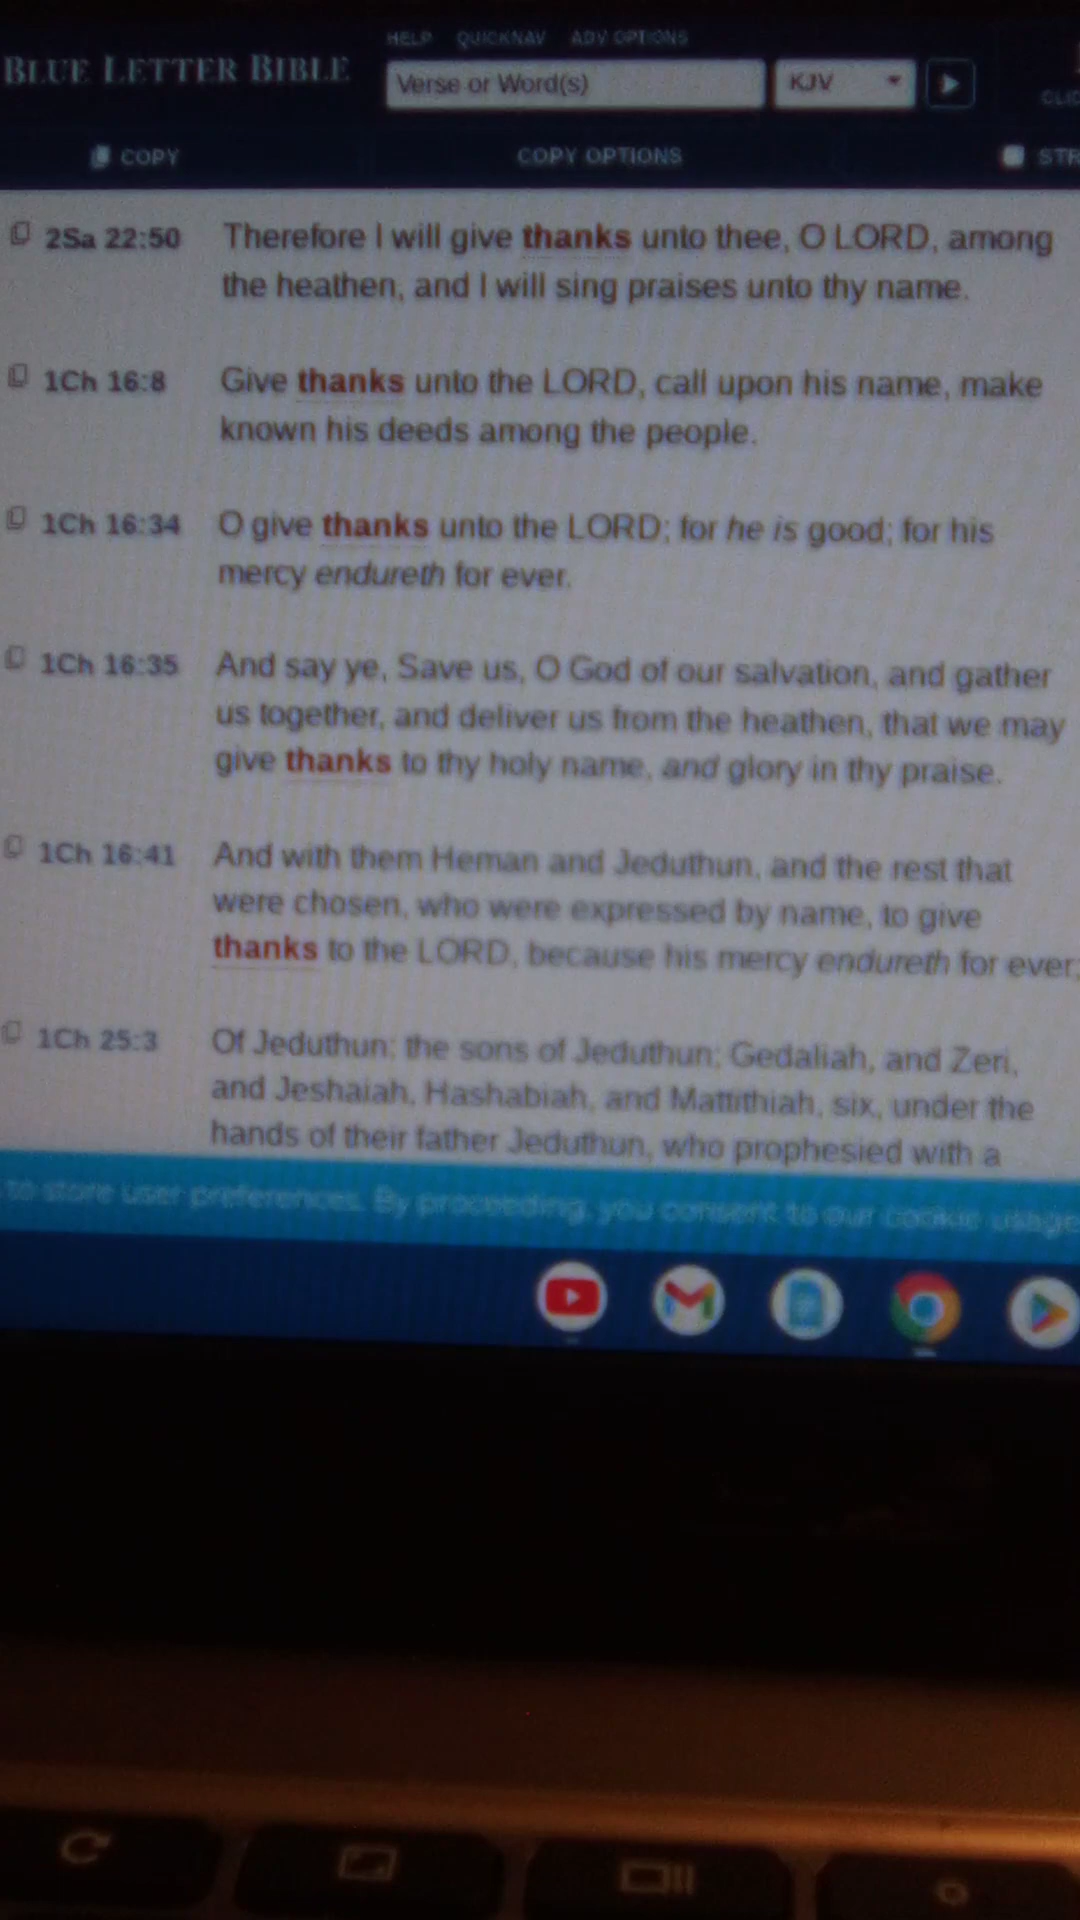 HELP QUICKNAV ADV OPTIONS
BLUE LETTER BIBLE
Verse or Word(s)
KJV
COPY
COPY OPTIONS
STR
2Sa 22:50 Therefore I will give thanks unto thee, O LORD, among
the heathen, and I will sing praises unto thy name.
1Ch 16:8 Give thanks unto the LORD, call upon his name, make
known his deeds among the people.
1Ch 16:34 O give thanks unto the LORD; for he is good; for his
mercy endureth for ever.
1Ch 16:35 And say ye, Save us, O God of our salvation, and gather
us together, and deliver us from the heathen, that we may
give thanks to thy holy name, and glory in thy praise.
1Ch 16:41 And with them Heman and Jeduthun, and the rest that
were chosen, who were expressed by name, to give
thanks to the LORD, because his mercy endureth for ever;
1Ch 25:3 Of Jeduthun: the sons of Jeduthun; Gedaliah, and Zeri,
and Jeshaiah, Hashabiah, and Mattithiah, six, under the
hands of their father Jeduthun, who prophesied with a
to store user preferences. By proceeding, you consent to our cookie usage